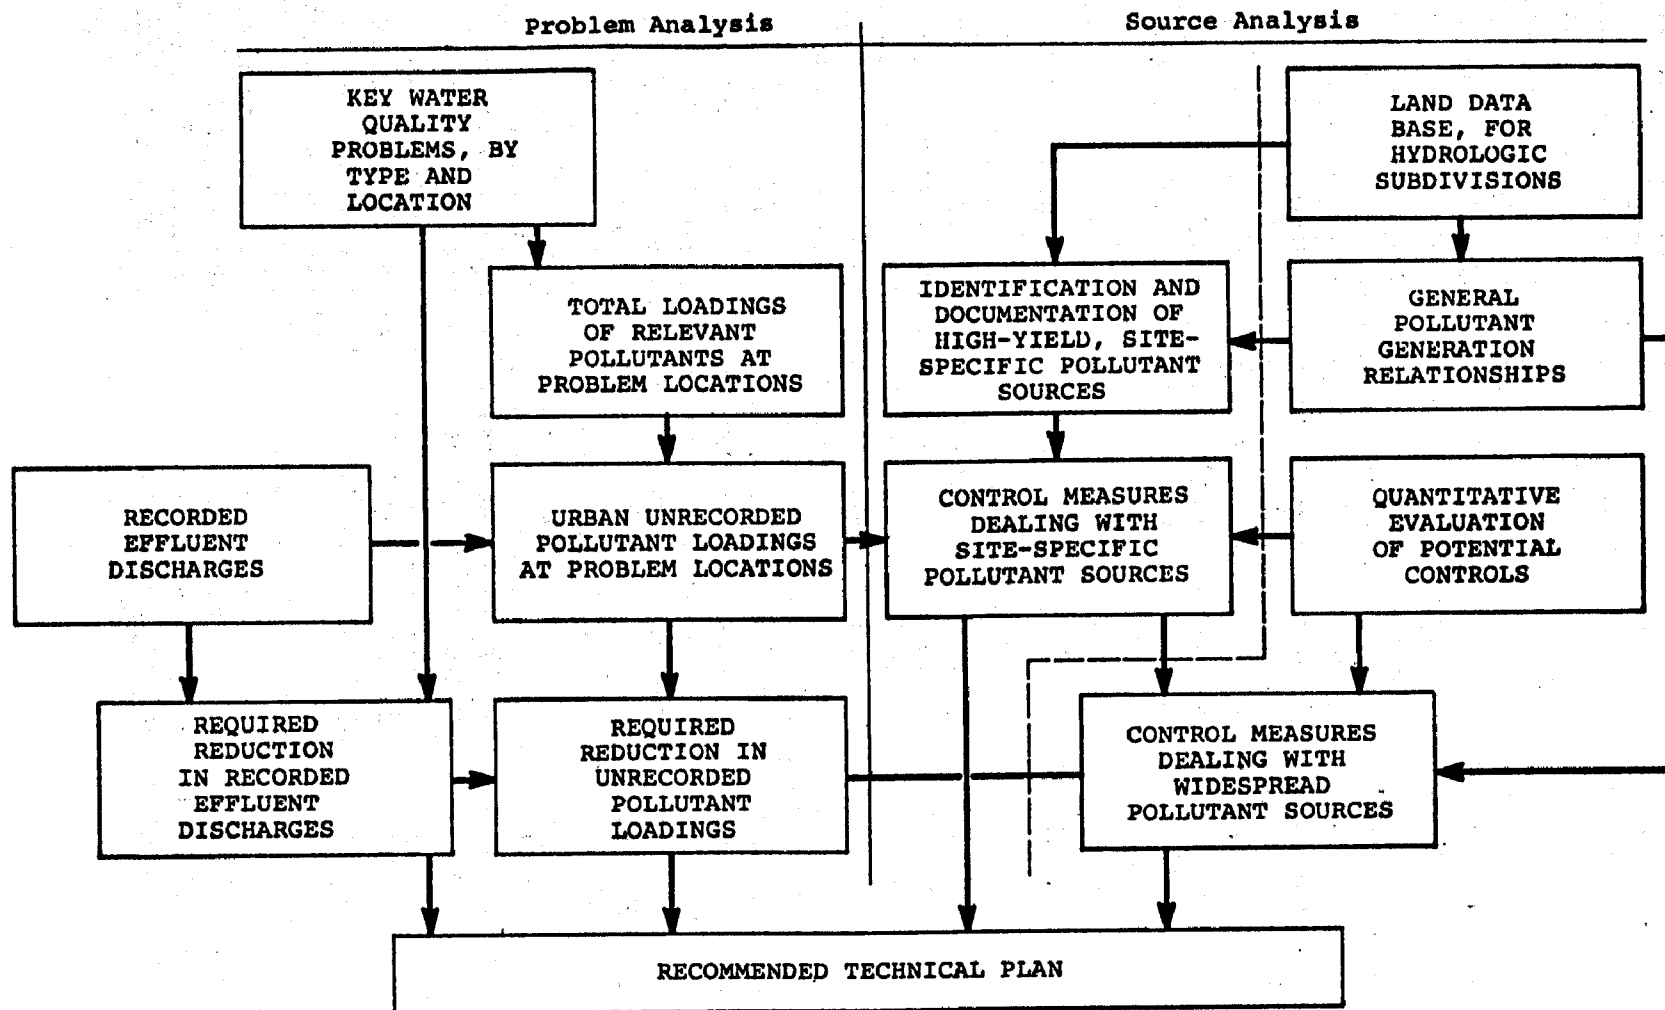 Problem Analysis
Source Analysis
KEY WATER
QUALITY
PROBLEMS, BY
TYPE AND
LOCATION
LAND DATA
BASE, FOR
HYDROLOGIC
SUBDIVISIONS
TOTAL LOADINGS
OF RELEVANT
POLLUTANTS AT
PROBLEM LOCATIONS
IDENTIFICATION AND
DOCUMENTATION OF
HIGH-YIELD, SITE-
SPECIFIC POLLUTANT
SOURCES
GENERAL
POLLUTANT
GENERATION
RELATIONSHIPS
RECORDED
EFFLUENT
DISCHARGES
URBAN UNRECORDED
POLLUTANT LOADINGS
AT PROBLEM LOCATIONS
CONTROL MEASURES
DEALING WITH
SITE-SPECIFIC
POLLUTANT SOURCES
QUANTITATIVE
EVALUATION
OF POTENTIAL
CONTROLS
REQUIRED
REDUCTION
IN RECORDED
EFFLUENT
DISCHARGES
REQUIRED
REDUCTION IN
UNRECORDED
POLLUTANT
LOADINGS
CONTROL MEASURES
DEALING WITH
WIDESPREAD
POLLUTANT SOURCES
RECOMMENDED TECHNICAL PLAN